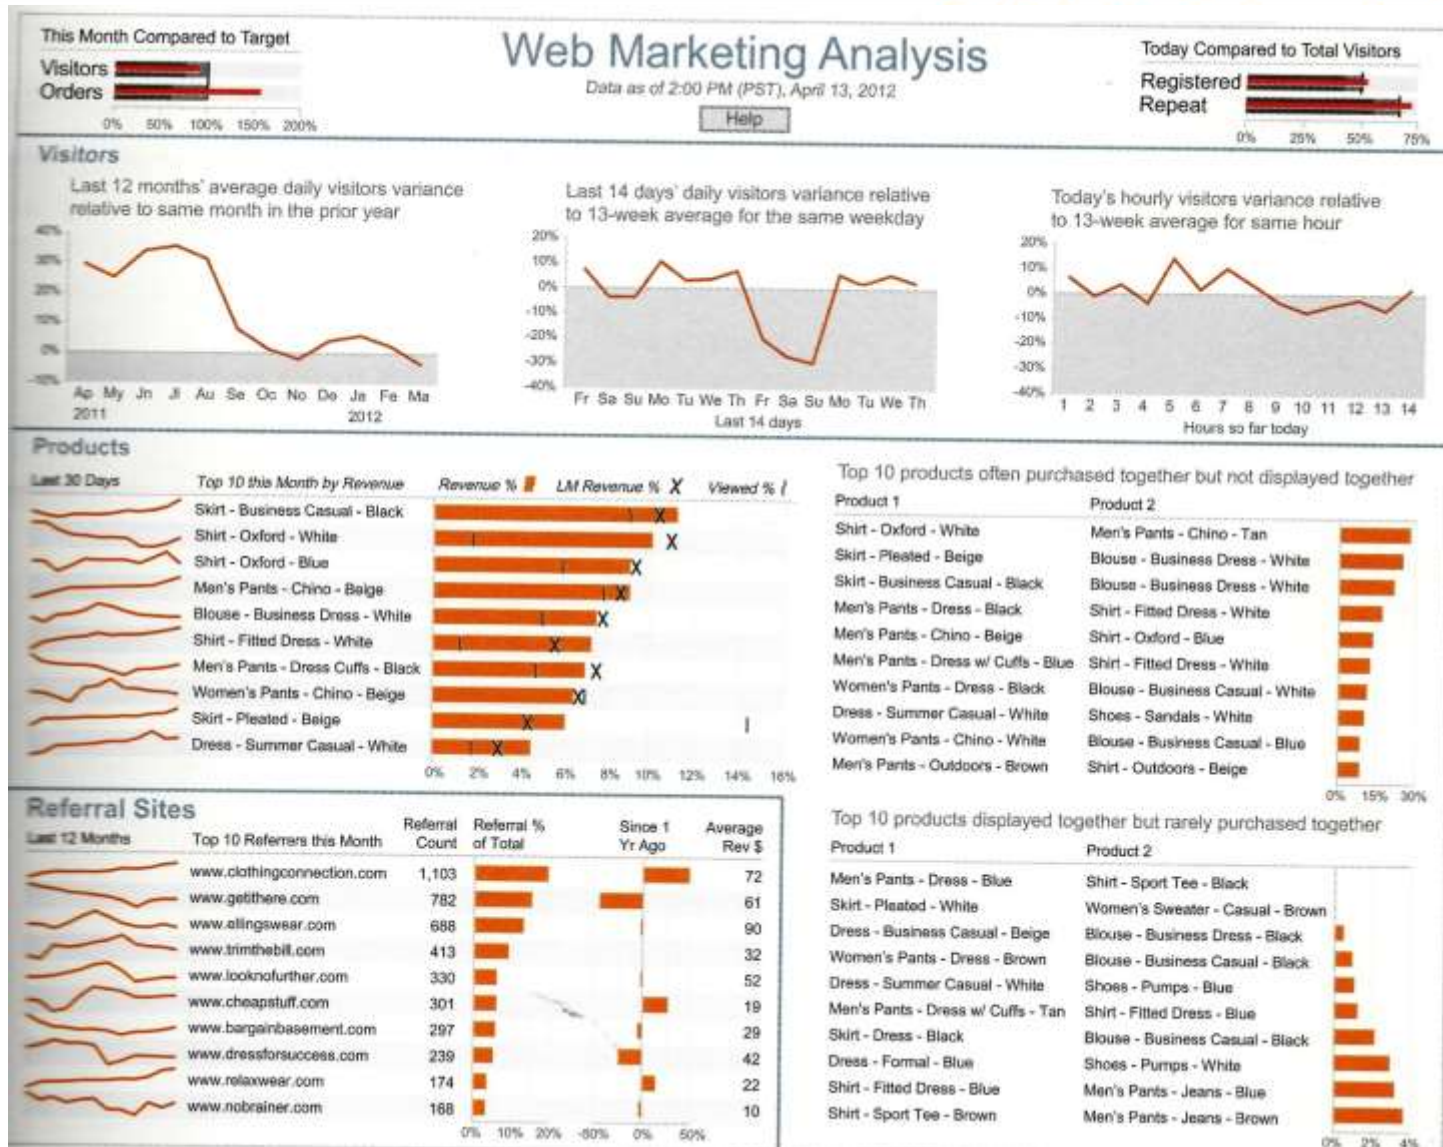 This Month Compared to Target
Visitors
Orders
0% 50% 100% 150% 200%
Web Marketing Analysis
Data as of 2:00 PM (PST), April 13, 2012
Help
Today Compared to Total Visitors
Registered
Repeat
0% 25% 50% 75%
Visitors
Last 12 months' average daily visitors variance
relative to same month in the prior year
40%
30%
20%
10%
0%
-10%
Ap My Jn Jl Au Se Oc No De Ja Fe Ma
2011 2012
Last 14 days' daily visitors variance relative
to 13-week average for the same weekday
20%
10%
0%
-10%
-20%
-30%
-40%
Fr Sa Su Mo Tu We Th Fr Sa Su Mo Tu We Th
Last 14 days
Today's hourly visitors variance relative
to 13-week average for same hour
20%
10%
0%
-10%
-20%
-30%
-40%
1 2 3 4 5 6 7 8 9 10 11 12 13 14
Hours so far today
Products
Last 30 Days Top 10 this Month by Revenue Revenue % LM Revenue % X Viewed % |
Skirt - Business Casual - Black
Shirt - Oxford - White
Shirt - Oxford - Blue
Men's Pants - Chino - Beige
Blouse - Business Dress - White
Shirt - Fitted Dress - White
Men's Pants - Dress Cuffs - Black
Women's Pants - Chino - Beige
Skirt - Pleated - Beige
Dress - Summer Casual - White
0% 2% 4% 6% 8% 10% 12% 14% 16%
Top 10 products often purchased together but not displayed together
Product 1 Product 2
Shirt - Oxford - White Men's Pants - Chino - Tan
Skirt - Pleated - Beige Blouse - Business Dress - White
Skirt - Business Casual - Black Blouse - Business Dress - White
Men's Pants - Dress - Black Shirt - Fitted Dress - White
Men's Pants - Chino - Beige Shirt - Oxford - Blue
Men's Pants - Dress w/ Cuffs - Blue Shirt - Fitted Dress - White
Women's Pants - Dress - Black Blouse - Business Casual - White
Dress - Summer Casual - White Shoes - Sandals - White
Women's Pants - Chino - White Blouse - Business Casual - Blue
Men's Pants - Outdoors - Brown Shirt - Outdoors - Beige
0% 15% 30%
Referral Sites
Last 12 Months Top 10 Referrers this Month Referral Count Referral % of Total Since 1 Yr Ago Average Rev $
www.clothingconnection.com 1,103 72
www.getithere.com 782 61
www.ellingswear.com 688 90
www.trimthebill.com 413 32
www.looknofurther.com 330 52
www.cheapstuff.com 301 19
www.bargainbasement.com 297 29
www.dressforsuccess.com 239 42
www.relaxwear.com 174 22
www.nobrainer.com 168 10
0% 10% 20% -50% 0% 50%
Top 10 products displayed together but rarely purchased together
Product 1 Product 2
Men's Pants - Dress - Blue Shirt - Sport Tee - Black
Skirt - Pleated - White Women's Sweater - Casual - Brown
Dress - Business Casual - Beige Blouse - Business Dress - Black
Women's Pants - Dress - Brown Blouse - Business Casual - Black
Dress - Summer Casual - White Shoes - Pumps - Blue
Men's Pants - Dress w/ Cuffs - Tan Shirt - Fitted Dress - Blue
Skirt - Dress - Black Blouse - Business Casual - Black
Dress - Formal - Blue Shoes - Pumps - White
Shirt - Fitted Dress - Blue Men's Pants - Jeans - Blue
Shirt - Sport Tee - Brown Men's Pants - Jeans - Brown
0% 2% 4%